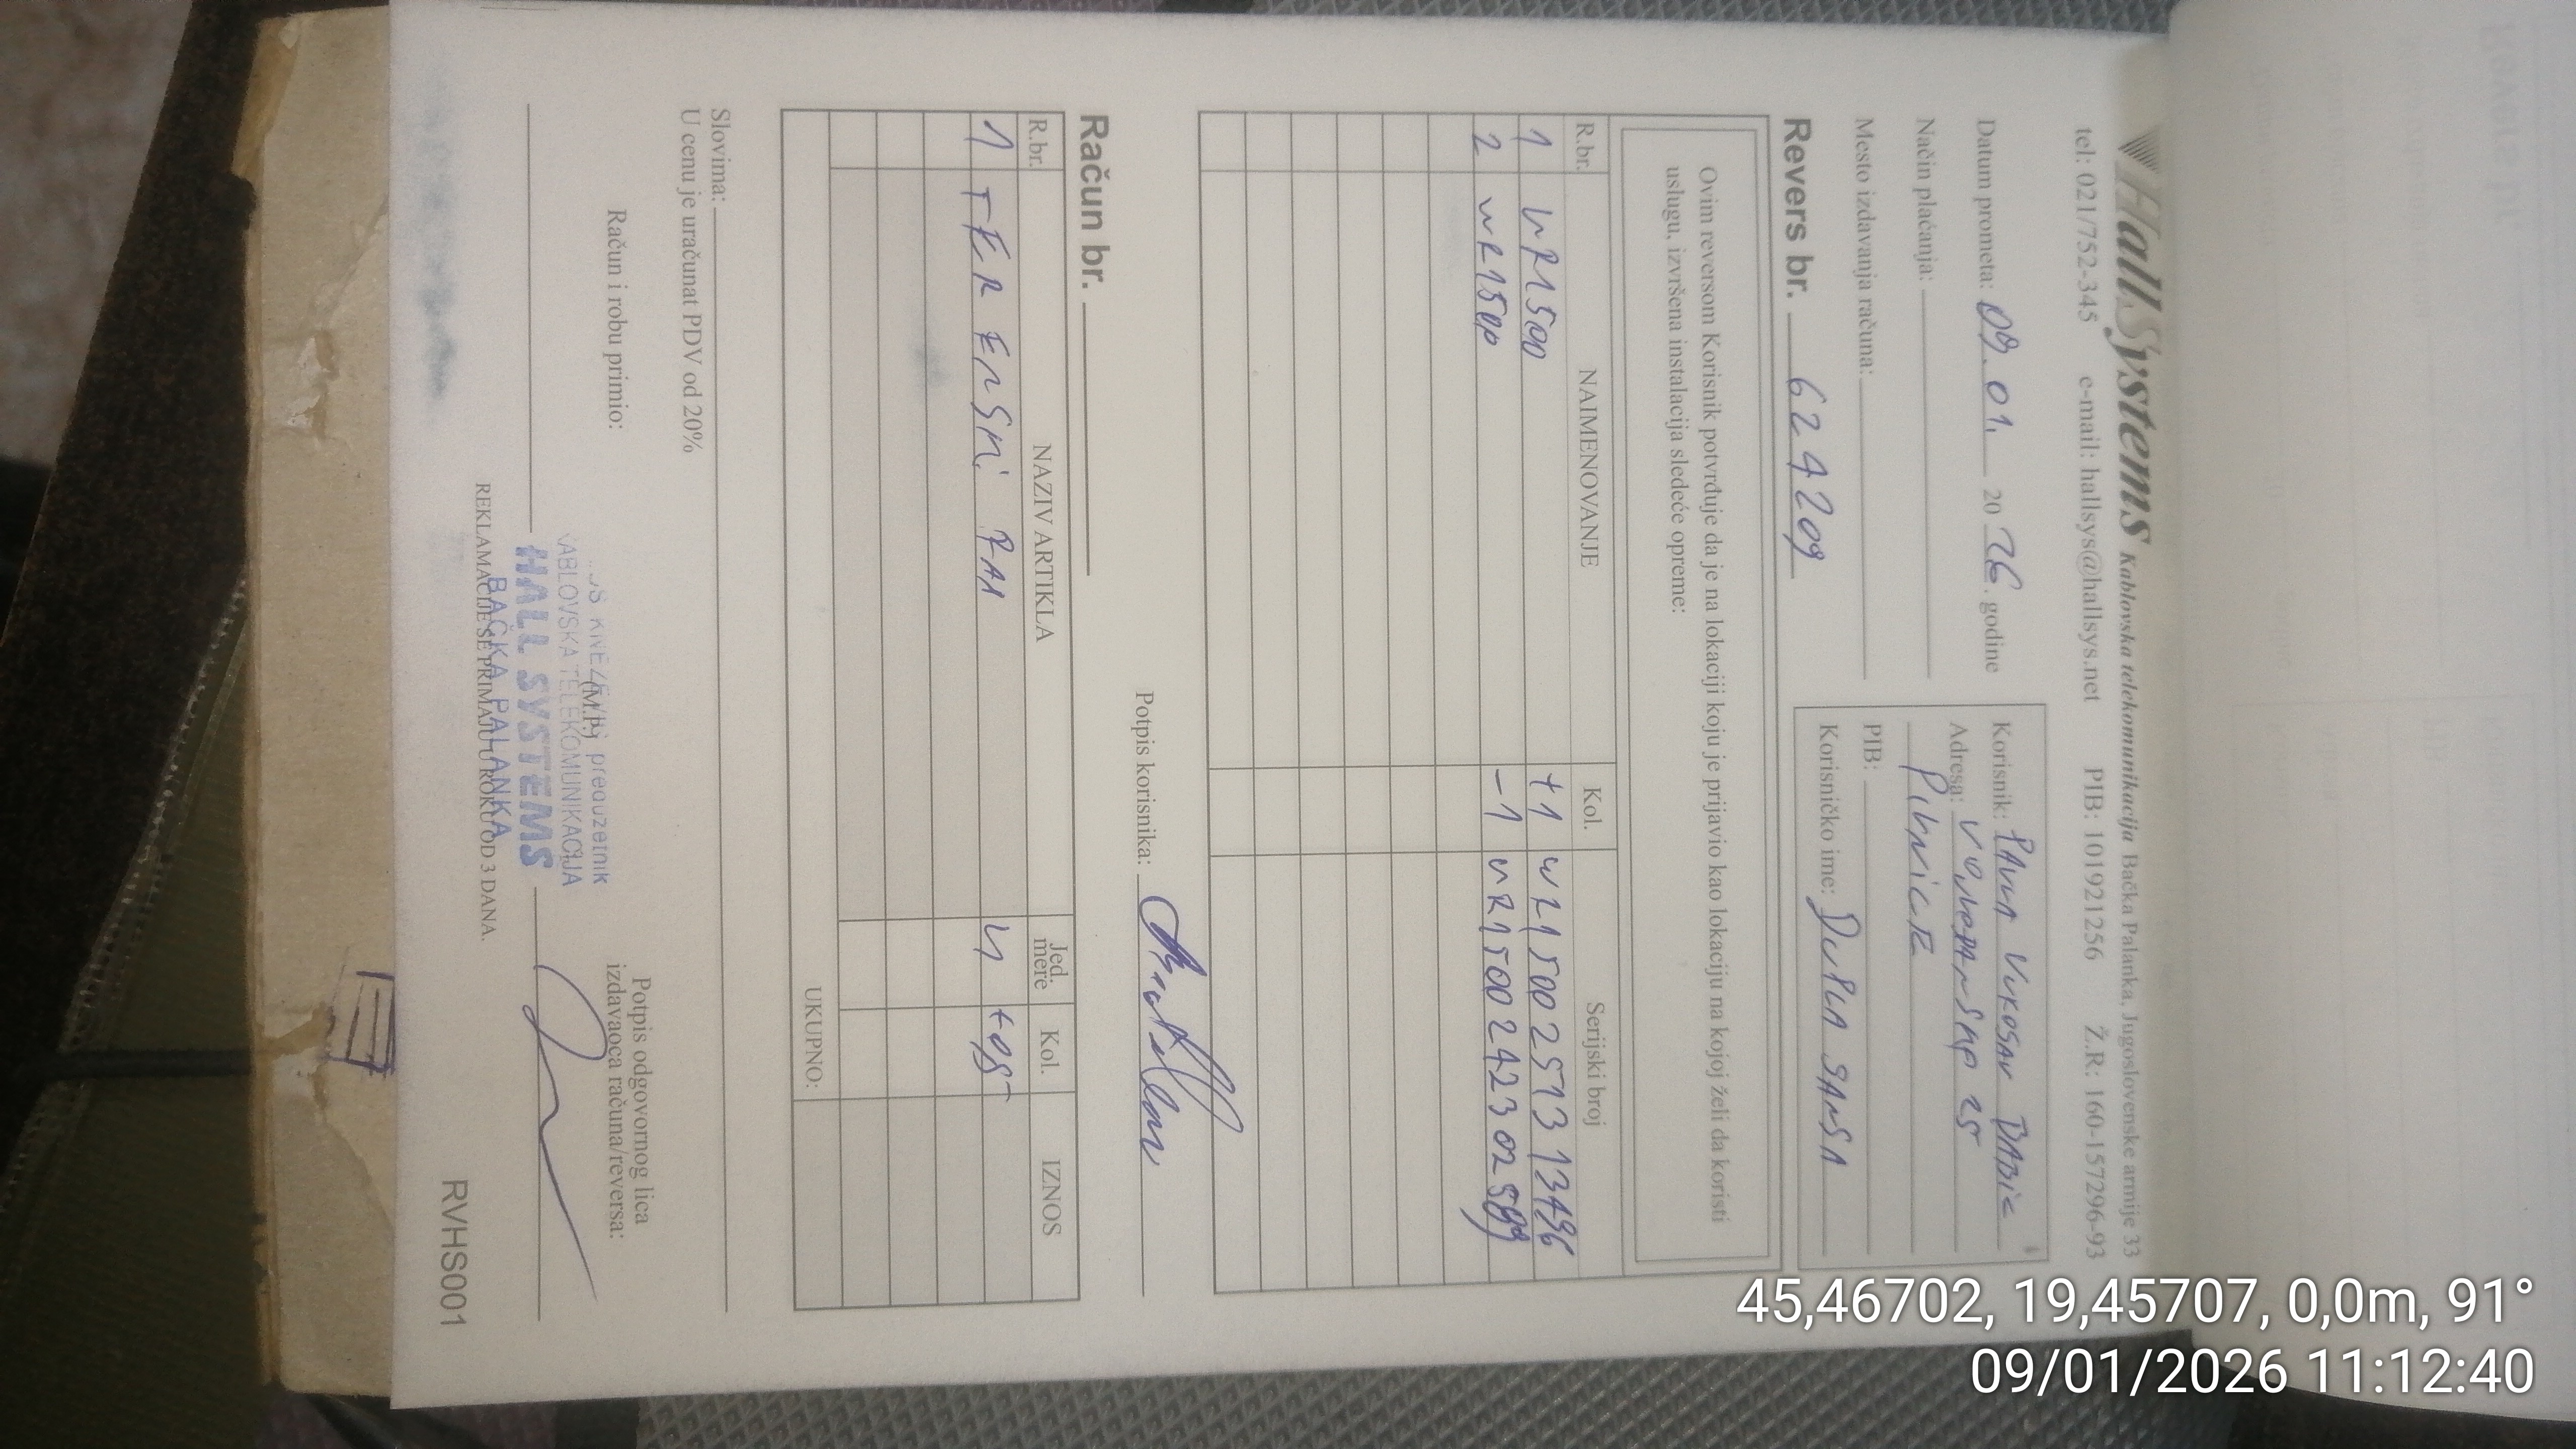 HallSystems Kablovska telekomunikacija Bačka Palanka, Jugoslovenske armije 33
tel: 021/752-345 e-mail: hallsys@hallsys.net PIB: 101921256 Ž.R: 160-157296-93
Datum prometa: 09.01. 2026. godine
Način plaćanja:
Mesto izdavanja računa:
Korisnik: VUKOSAV
Adresa: 25
PIVNICE
PIB:
Korisničko ime: DUPLA SANSA
Revers br. 624209
Ovim reversom Korisnik potvrđuje da je na lokaciji koju je prijavio kao lokaciju na kojoj želi da koristi
uslugu, izvršena instalacija sledeće opreme:
R.br. NAIMENOVANJE Kol. Serijski broj
1 WR1500 +1
2 WR1500 -1
Potpis korisnika:
Račun br.
R.br. NAZIV ARTIKLA Jed. mere Kol. IZNOS
1 TERENSKI RAD H
UKUPNO:
Slovima:
U cenu je uračunat PDV od 20%
Račun i robu primio:
(M.P.)
preduzetnik
KABLOVSKA TELEKOMUNIKACIJA
HALL SYSTEMS
BAČKA PALANKA
Potpis odgovornog lica
izdavaoca računa/reversa:
REKLAMACIJE SE PRIMAJU U ROKU OD 3 DANA.
RVHS001
45,46702, 19,45707, 0,0m, 91°
09/01/2026 11:12:40